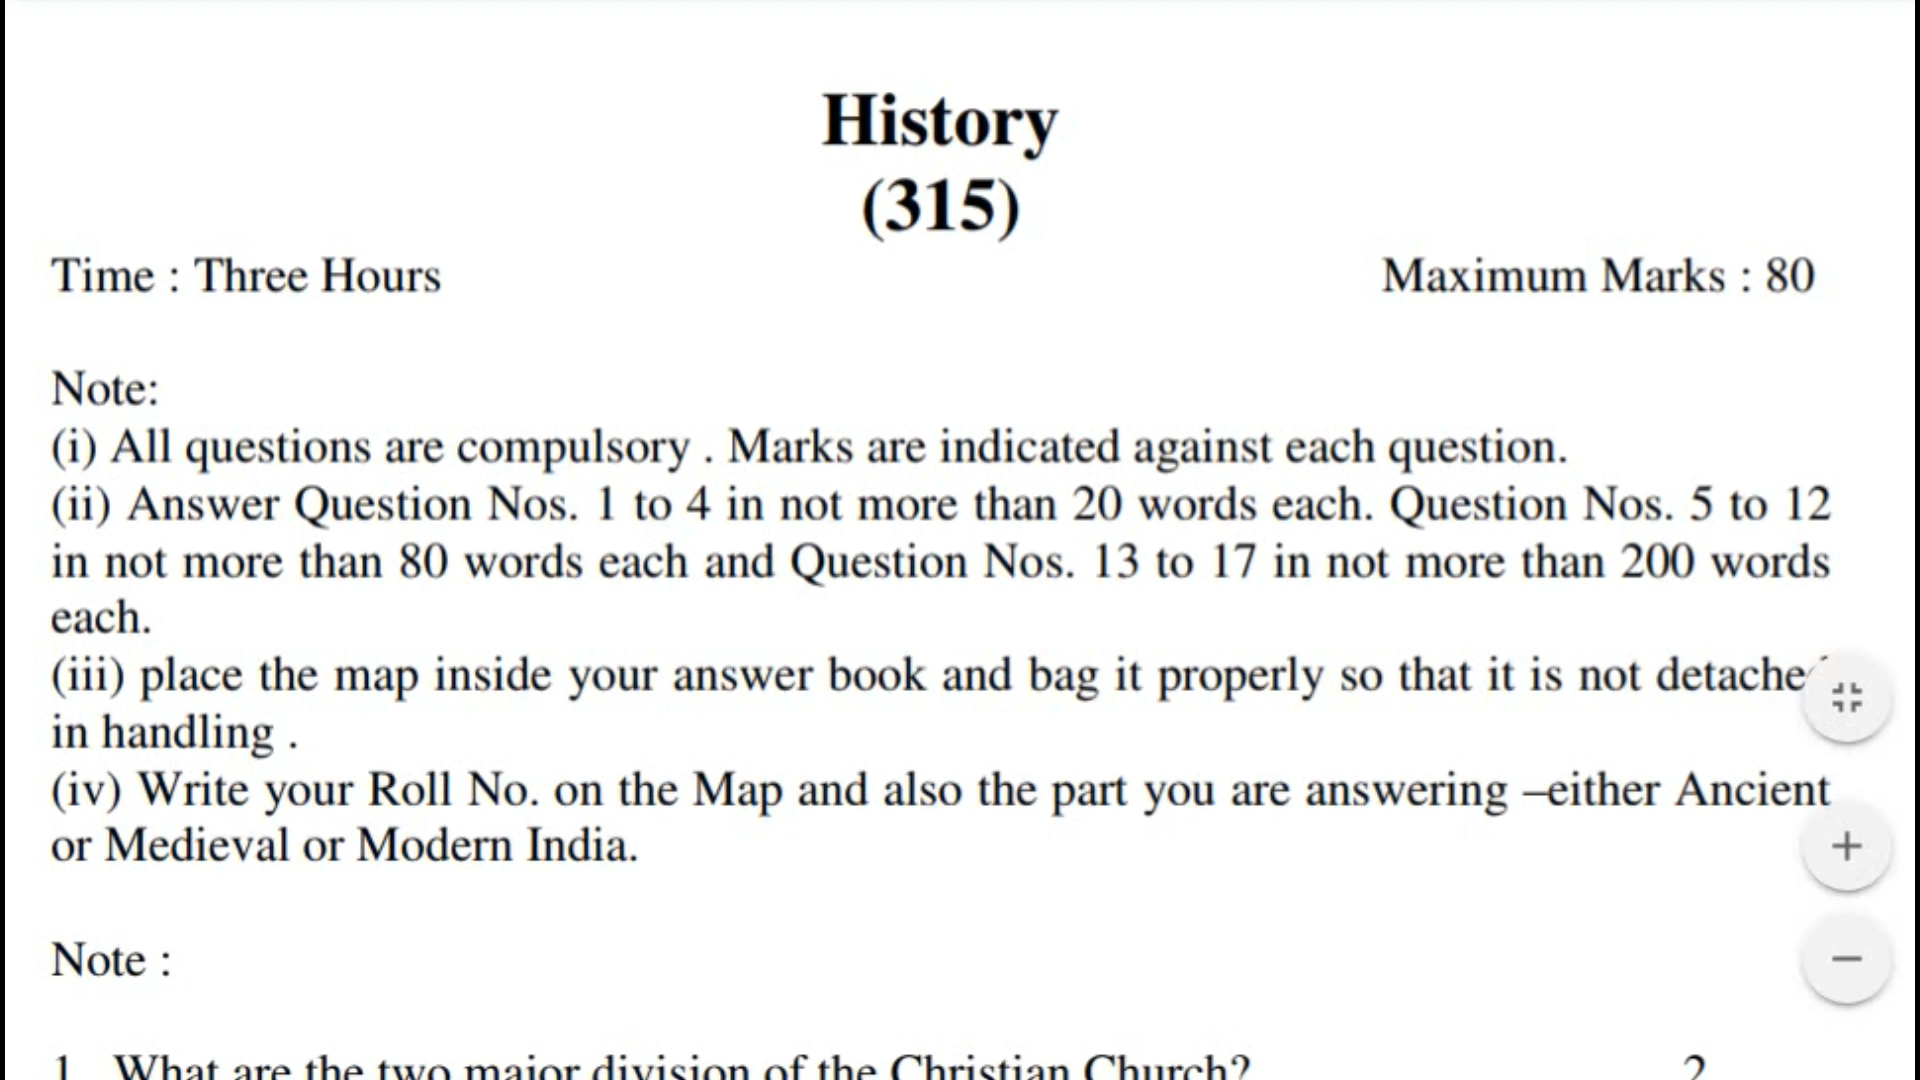 History
(315)
Time : Three Hours Maximum Marks : 80
Note:
(i) All questions are compulsory . Marks are indicated against each question.
(ii) Answer Question Nos. 1 to 4 in not more than 20 words each. Question Nos. 5 to 12
in not more than 80 words each and Question Nos. 13 to 17 in not more than 200 words
each.
(iii) place the map inside your answer book and bag it properly so that it is not detached
in handling .
(iv) Write your Roll No. on the Map and also the part you are answering –either Ancient
or Medieval or Modern India.
Note :
1. What are the two major division of the Christian Church? 2